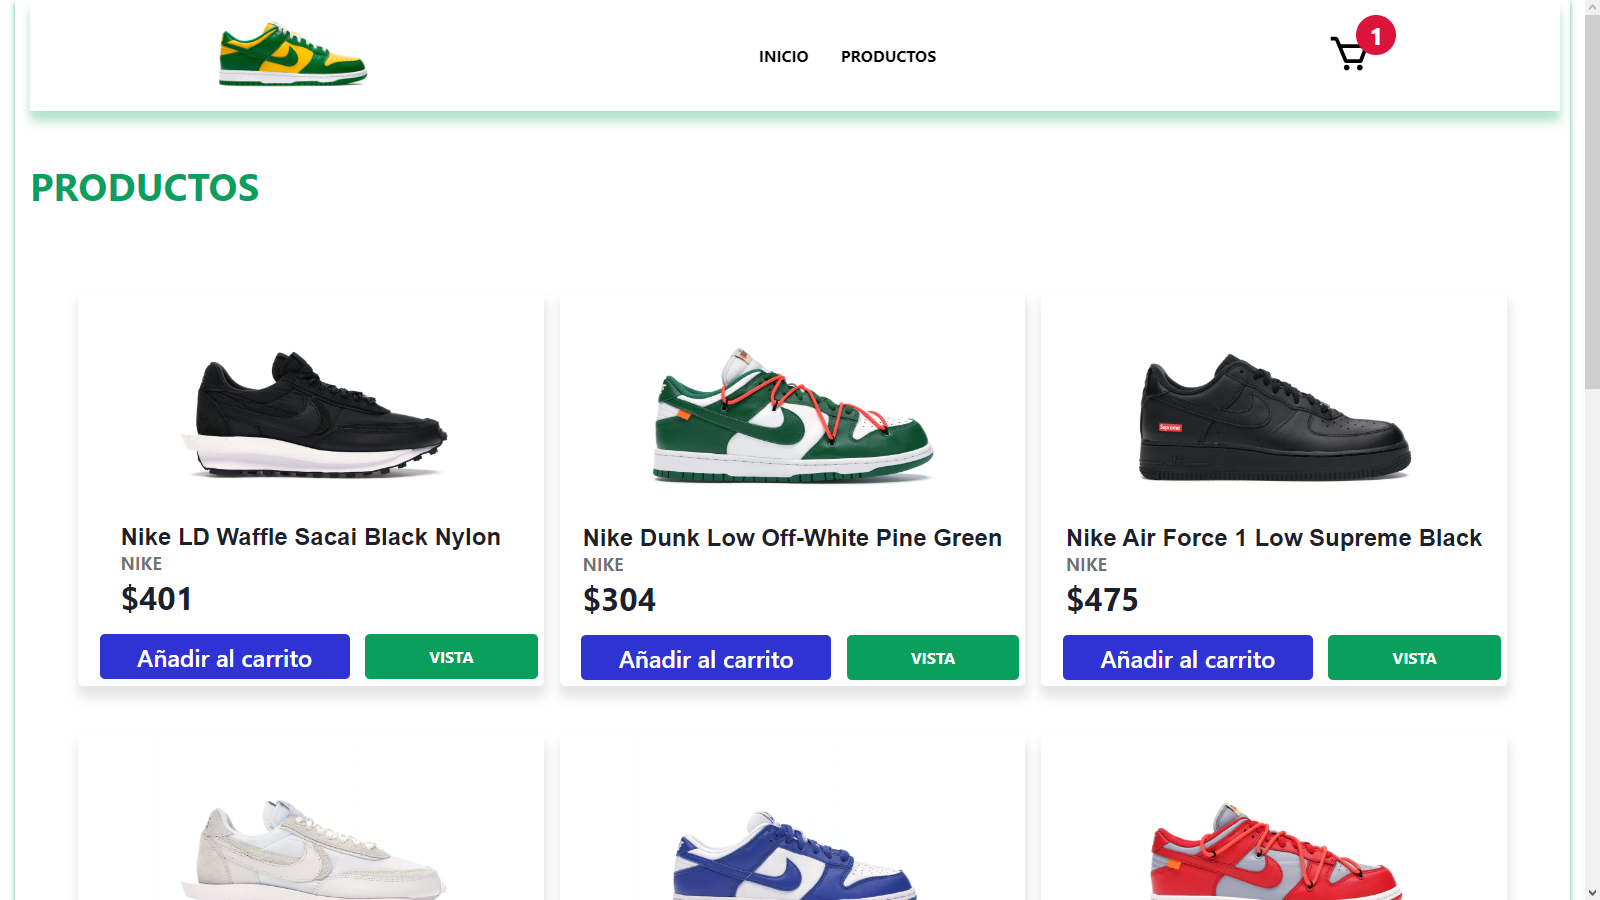 INICIO PRODUCTOS 1
PRODUCTOS
Supreme
Nike LD Waffle Sacai Black Nylon
NIKE
$401
Añadir al carrito VISTA
Nike Dunk Low Off-White Pine Green
NIKE
$304
Añadir al carrito VISTA
Nike Air Force 1 Low Supreme Black
NIKE
$475
Añadir al carrito VISTA